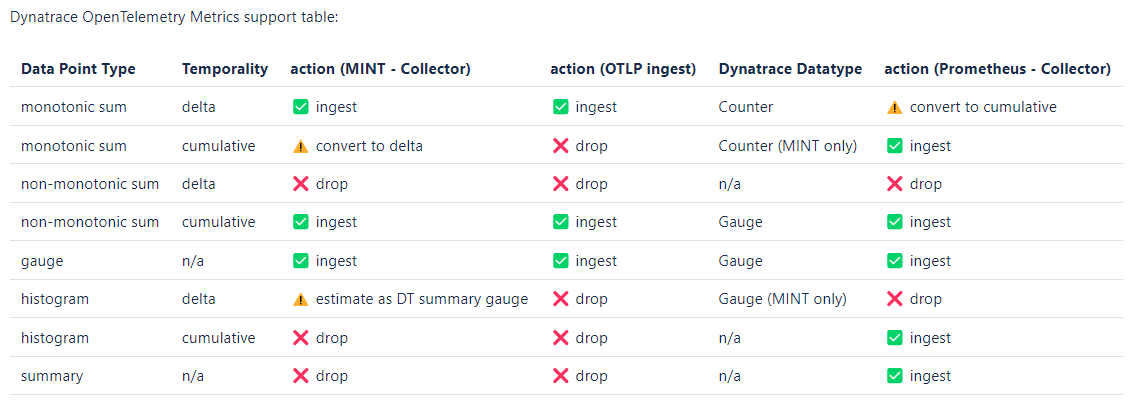 Dynatrace OpenTelemetry Metrics support table:
Data Point Type Temporality action (MINT - Collector) action (OTLP ingest) Dynatrace Datatype action (Prometheus - Collector)
monotonic sum delta ✅ ingest ✅ ingest Counter ⚠ convert to cumulative
monotonic sum cumulative ⚠ convert to delta ❌ drop Counter (MINT only) ✅ ingest
non-monotonic sum delta ❌ drop ❌ drop n/a ❌ drop
non-monotonic sum cumulative ✅ ingest ✅ ingest Gauge ✅ ingest
gauge n/a ✅ ingest ✅ ingest Gauge ✅ ingest
histogram delta ⚠ estimate as DT summary gauge ❌ drop Gauge (MINT only) ❌ drop
histogram cumulative ❌ drop ❌ drop n/a ✅ ingest
summary n/a ❌ drop ❌ drop n/a ✅ ingest